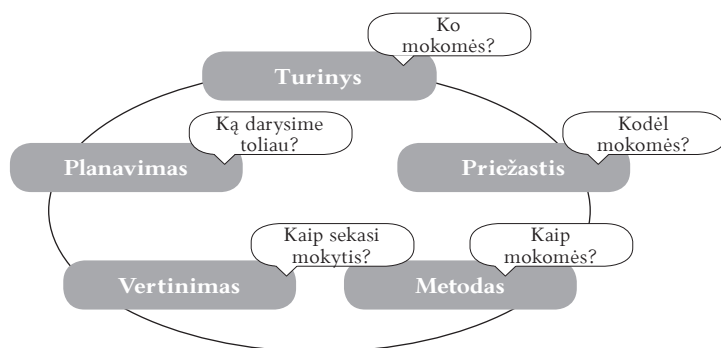 Ko
mokomės?
Turinys
Ką darysime
toliau?
Planavimas
Kodėl
mokomės?
Priežastis
Kaip sekasi
mokytis?
Vertinimas
Kaip
mokomės?
Metodas